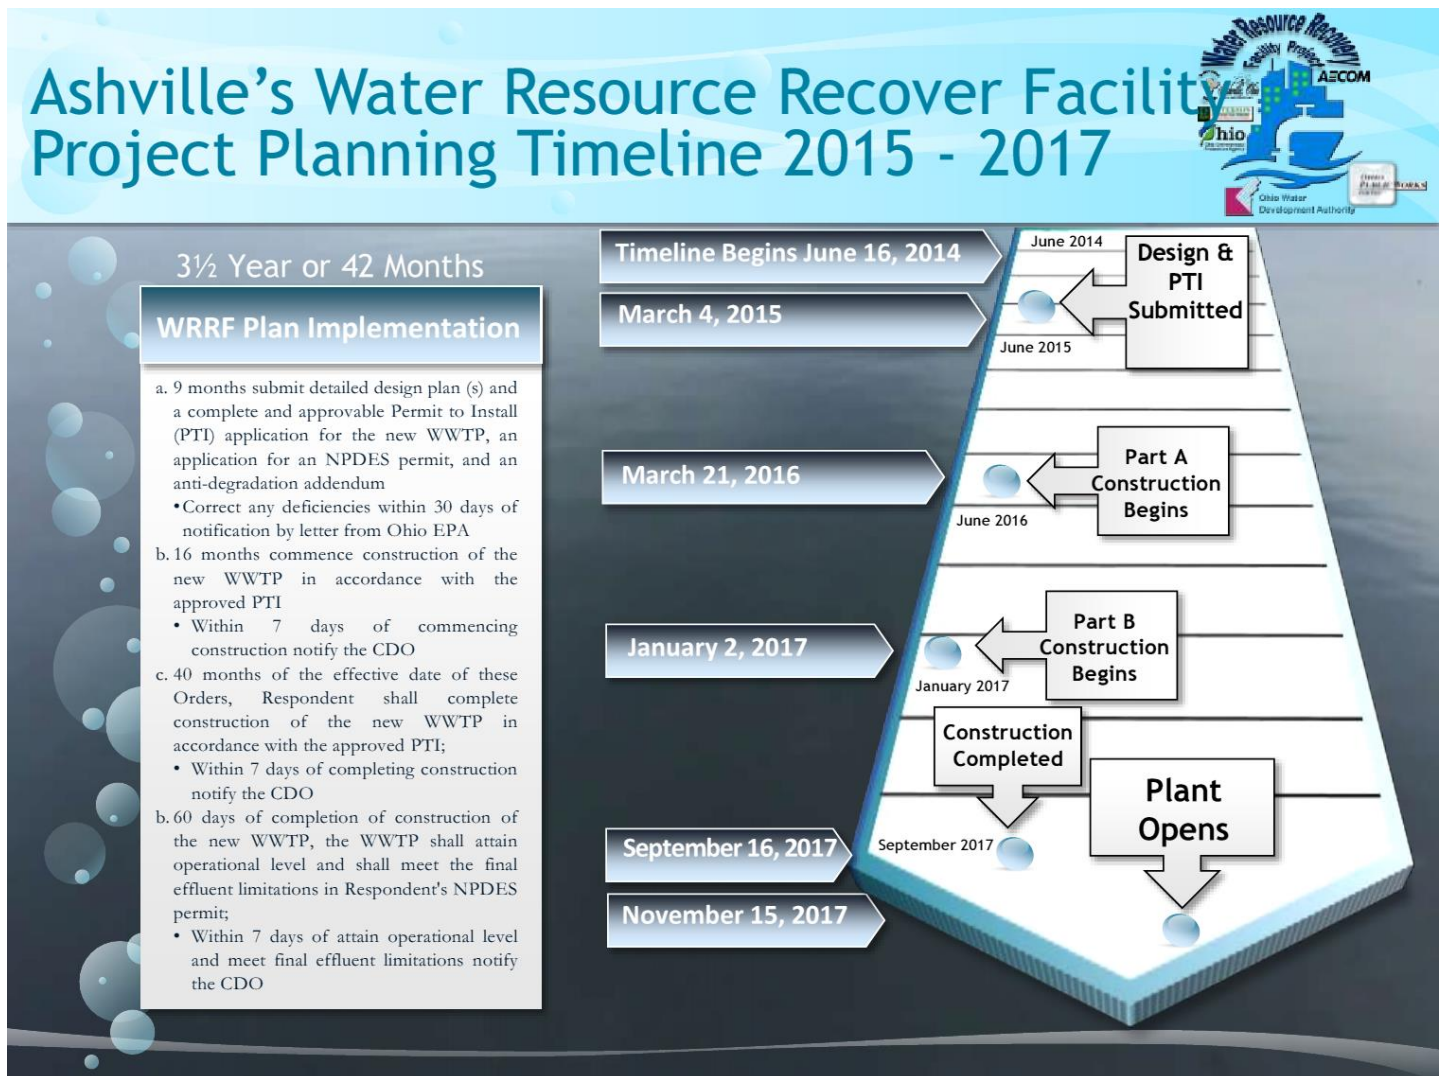 Ashville’s Water Resource Recover Facility
Project Planning Timeline 2015 - 2017
Water Resource Recovery
Facility Project
AECOM
Ohio
Ohio Water
Development Authority
3½ Year or 42 Months
WRRF Plan Implementation
a. 9 months submit detailed design plan (s) and
a complete and approvable Permit to Install
(PTI) application for the new WWTP, an
application for an NPDES permit, and an
anti-degradation addendum
•Correct any deficiencies within 30 days of
notification by letter from Ohio EPA
b. 16 months commence construction of the
new WWTP in accordance with the
approved PTI
• Within 7 days of commencing
construction notify the CDO
c. 40 months of the effective date of these
Orders, Respondent shall complete
construction of the new WWTP in
accordance with the approved PTI;
• Within 7 days of completing construction
notify the CDO
b. 60 days of completion of construction of
the new WWTP, the WWTP shall attain
operational level and shall meet the final
effluent limitations in Respondent's NPDES
permit;
• Within 7 days of attain operational level
and meet final effluent limitations notify
the CDO
Timeline Begins June 16, 2014
March 4, 2015
March 21, 2016
January 2, 2017
September 16, 2017
November 15, 2017
June 2014
Design &
PTI
Submitted
June 2015
Part A
Construction
Begins
June 2016
Part B
Construction
Begins
January 2017
Construction
Completed
September 2017
Plant
Opens